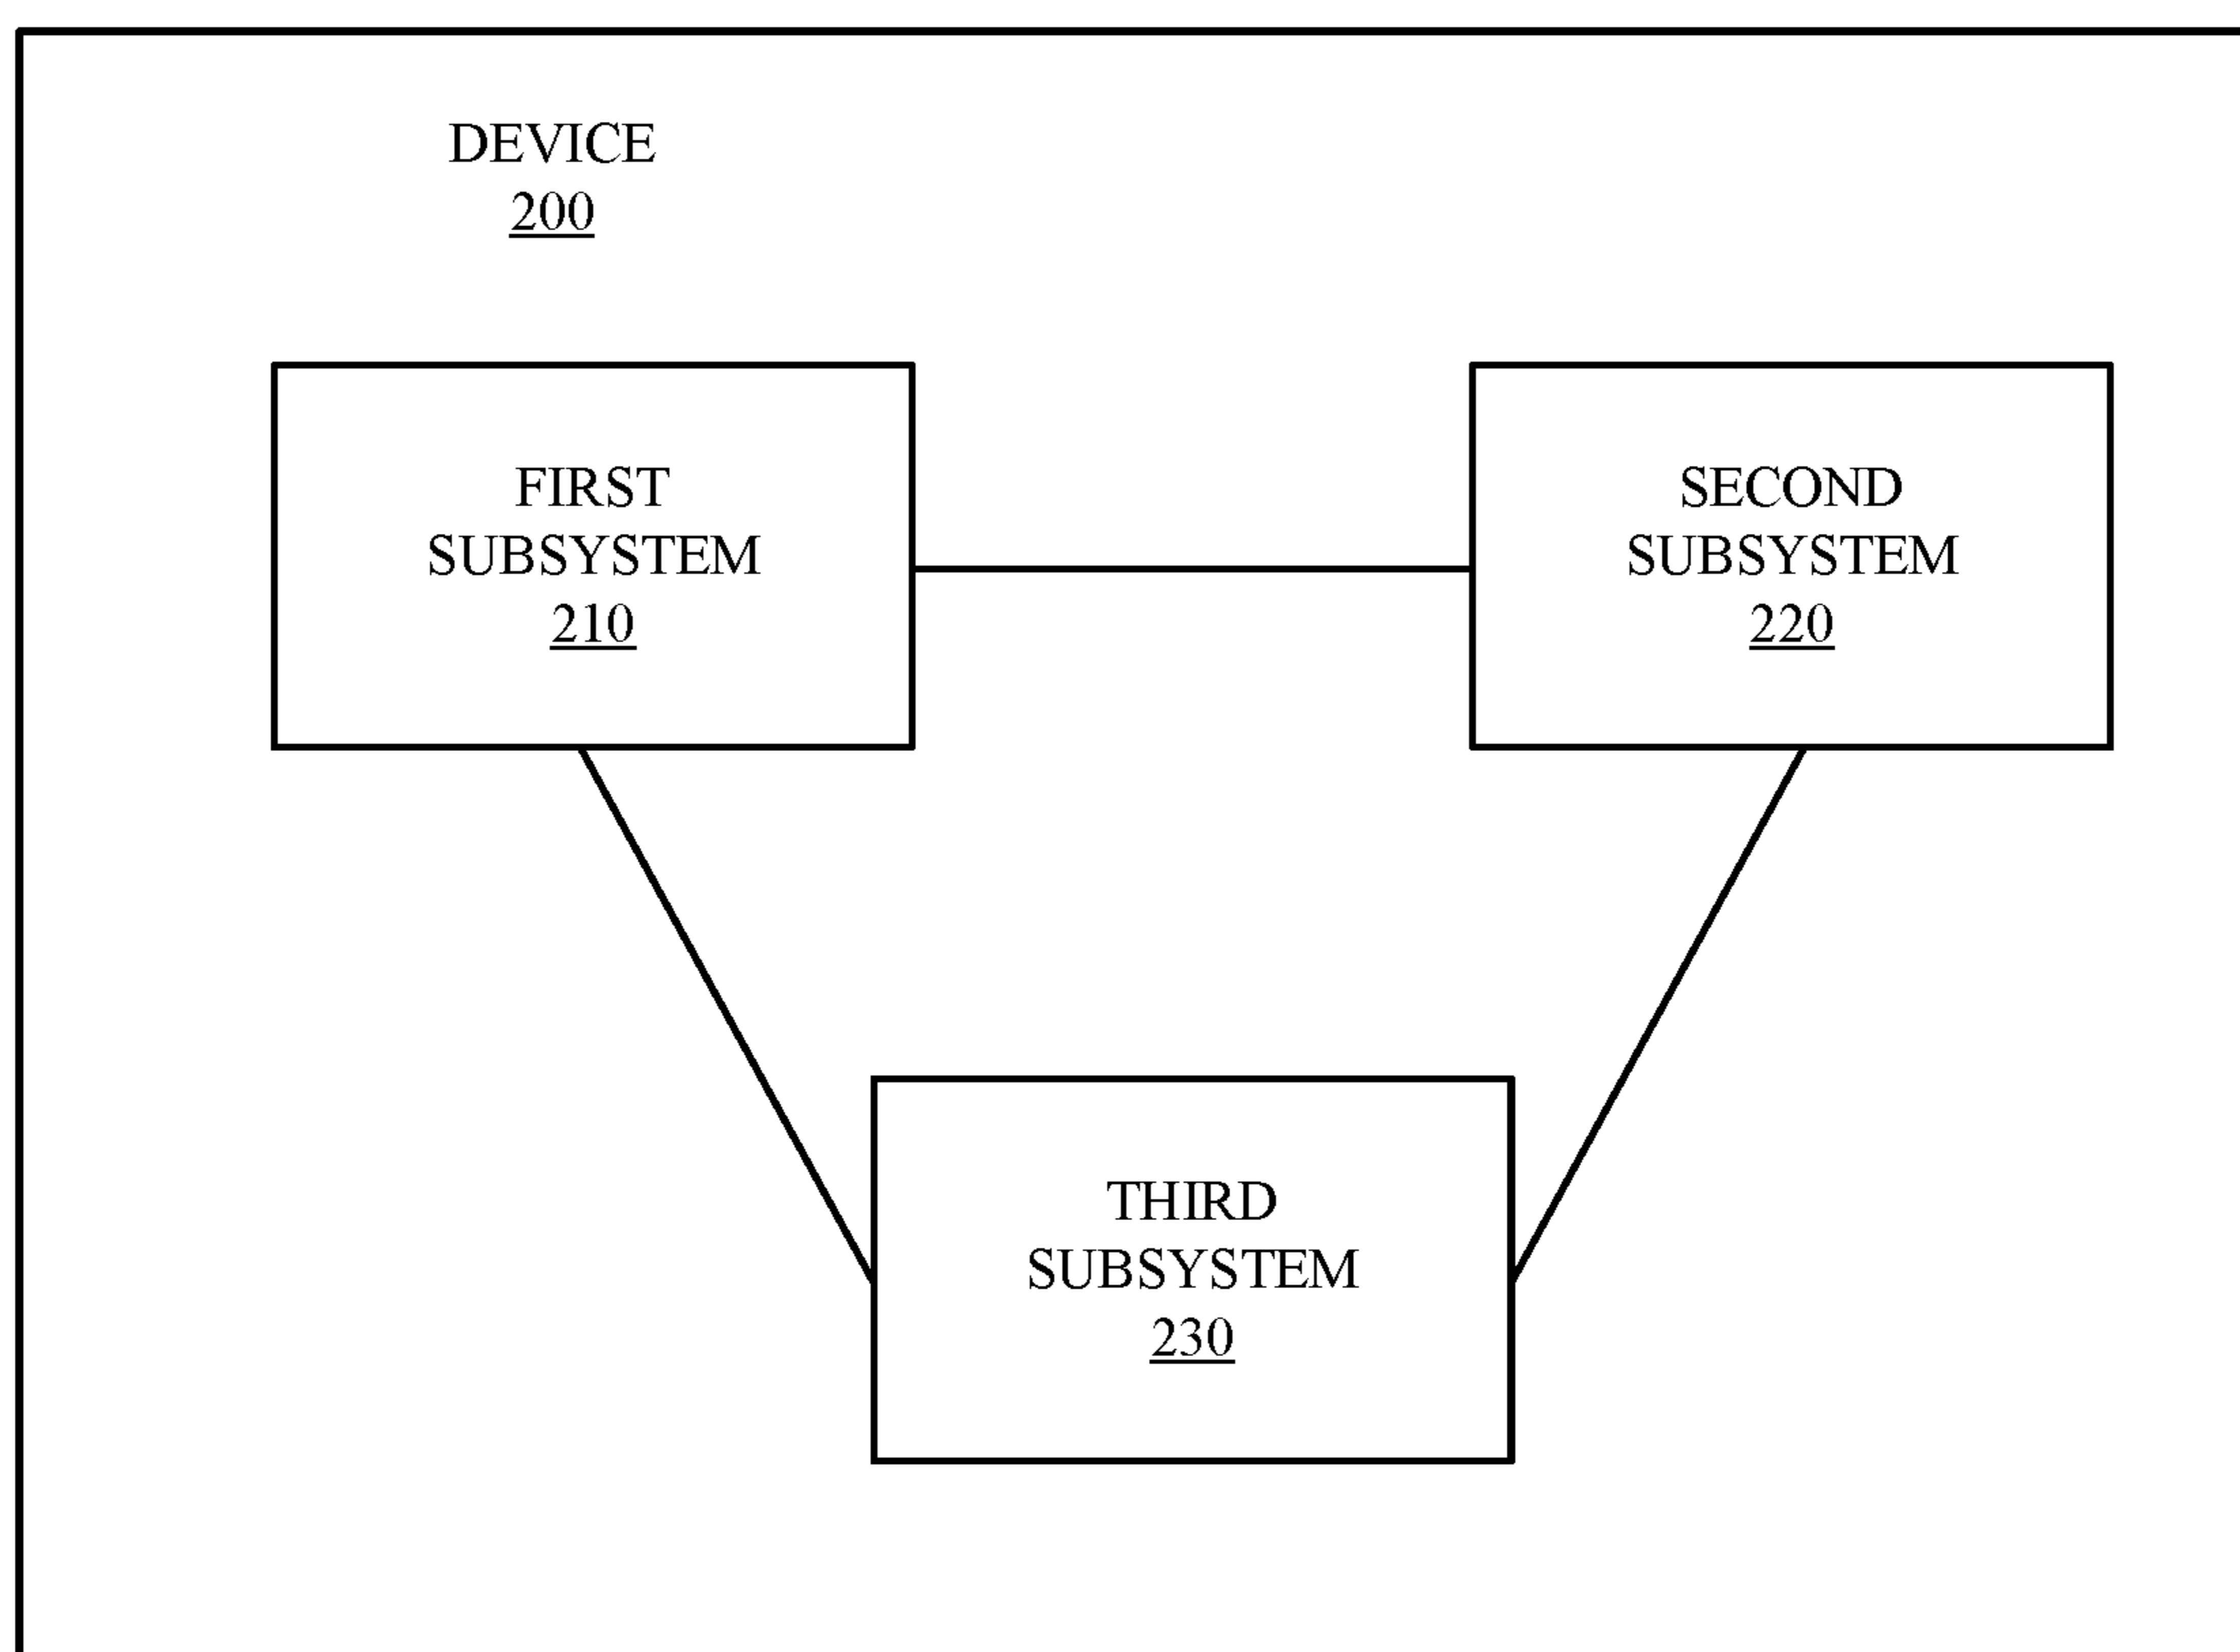 DEVICE
200
FIRST
SUBSYSTEM
210
SECOND
SUBSYSTEM
220
THIRD
SUBSYSTEM
230